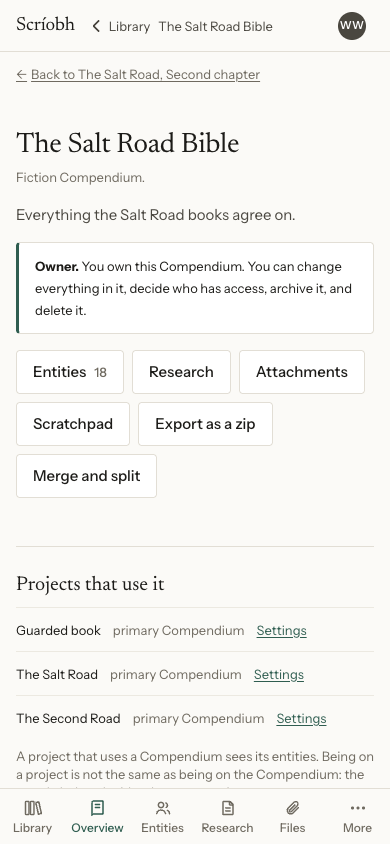 Scríobh
Library
The Salt Road Bible
WW
← Back to The Salt Road, Second chapter
The Salt Road Bible
Fiction Compendium.
Everything the Salt Road books agree on.
Owner. You own this Compendium. You can change
everything in it, decide who has access, archive it, and
delete it.
Entities 18
Research
Attachments
Scratchpad
Export as a zip
Merge and split
Projects that use it
Guarded book primary Compendium Settings
The Salt Road primary Compendium Settings
The Second Road primary Compendium Settings
A project that uses a Compendium sees its entities. Being on
a project is not the same as being on the Compendium: the
Library
Overview
Entities
Research
Files
More